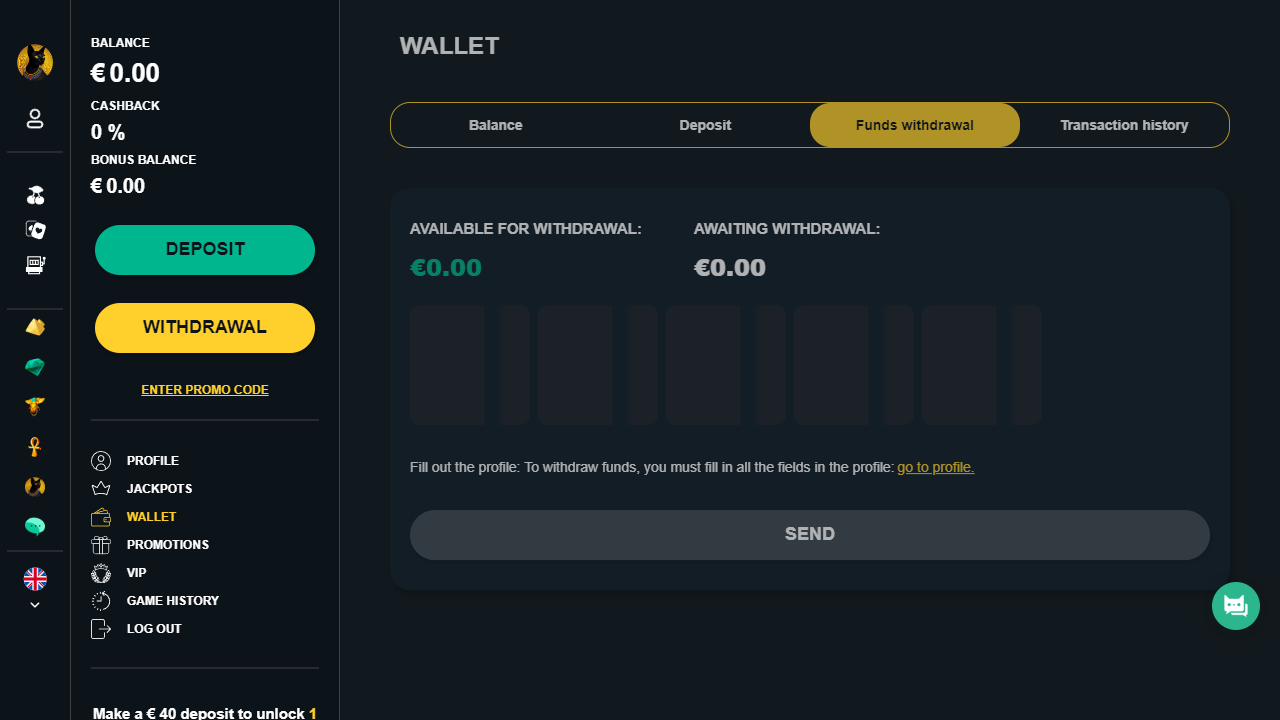 BALANCE
€ 0.00
CASHBACK
0 %
BONUS BALANCE
€ 0.00
DEPOSIT
WITHDRAWAL
ENTER PROMO CODE
PROFILE
JACKPOTS
WALLET
PROMOTIONS
VIP
GAME HISTORY
LOG OUT
Make a € 40 deposit to unlock 1
WALLET
Balance
Deposit
Funds withdrawal
Transaction history
AVAILABLE FOR WITHDRAWAL:
€0.00
AWAITING WITHDRAWAL:
€0.00
Fill out the profile: To withdraw funds, you must fill in all the fields in the profile: go to profile.
SEND